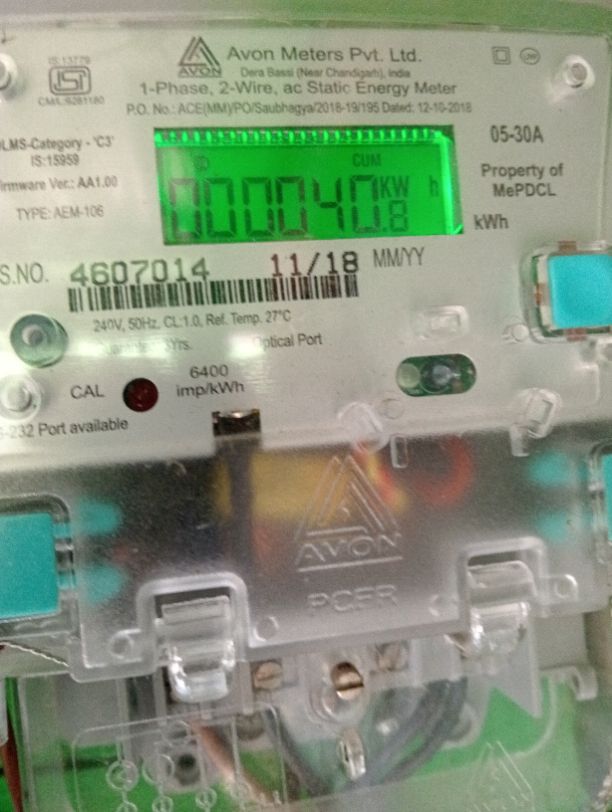 IS:13779
ISI
CM/L:6281180
AVON
Avon Meters Pvt. Ltd.
Dera Bassi (Near Chandigarh), India
1-Phase, 2-Wire, ac Static Energy Meter
P.O. No.: ACE(MM)/PO/Saubhagya/2018-19/195 Dated: 12-10-2018
DLMS-Category - 'C3'
IS:15959
Firmware Ver.: AA1.00
TYPE: AEM-106
CUM
000040.8 KW h
05-30A
Property of
MePDCL
kWh
S.NO. 4607014 11/18 MM/YY
240V, 50Hz, CL:1.0, Ref. Temp. 27°C
Yrs. Optical Port
CAL
6400
imp/kWh
-232 Port available
AVON